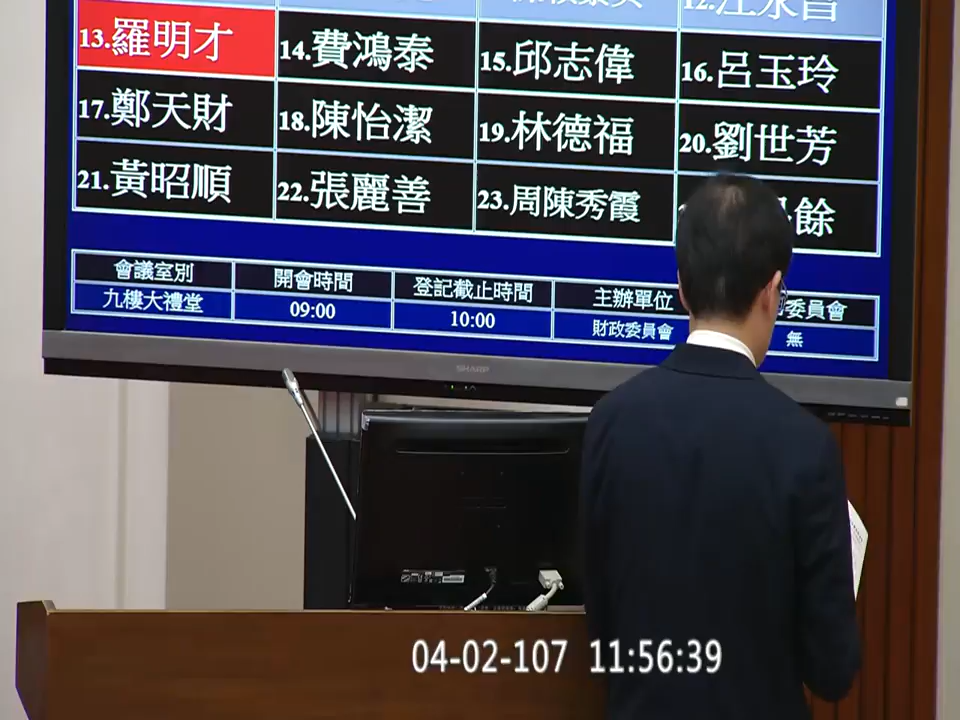 13.羅明才 14.費鴻泰 15.邱志偉 16.呂玉玲
17.鄭天財 18.陳怡潔 19.林德福 20.劉世芳
21.黃昭順 22.張麗善 23.周陳秀霞 餘
會議室別 開會時間 登記截止時間 主辦單位 委員會
九樓大禮堂 09:00 10:00 財政委員會 無
SHARP
04-02-107 11:56:39